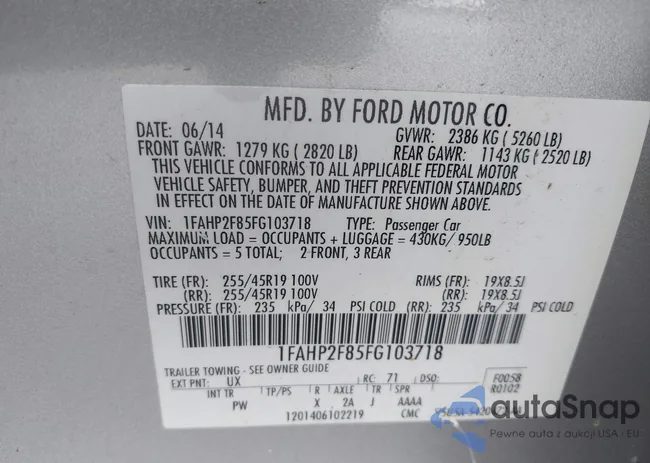 MFD. BY FORD MOTOR CO.
DATE: 06/14 GVWR: 2386 KG ( 5260 LB)
FRONT GAWR: 1279 KG ( 2820 LB) REAR GAWR: 1143 KG ( 2520 LB)
THIS VEHICLE CONFORMS TO ALL APPLICABLE FEDERAL MOTOR
VEHICLE SAFETY, BUMPER, AND THEFT PREVENTION STANDARDS
IN EFFECT ON THE DATE OF MANUFACTURE SHOWN ABOVE.
VIN: 1FAHP2F85FG103718 TYPE: Passenger Car
MAXIMUM LOAD = OCCUPANTS + LUGGAGE = 430KG/ 950LB
OCCUPANTS = 5 TOTAL; 2 FRONT, 3 REAR
TIRE (FR): 255/45R19 100V RIMS (FR): 19X8.5J
(RR): 255/45R19 100V (RR): 19X8.5J
PRESSURE (FR): 235 kPa/ 34 PSI COLD (RR): 235 kPa/ 34 PSI COLD
1FAHP2F85FG103718
TRAILER TOWING - SEE OWNER GUIDE
EXT PNT: UX RC: 71 DSO: F0058
R0102
INT TR TP/PS R AXLE TR SPR
PW X 2A J AAAA
1201406102219 CMC
autoSnap
Pewne auta z aukcji USA - EU